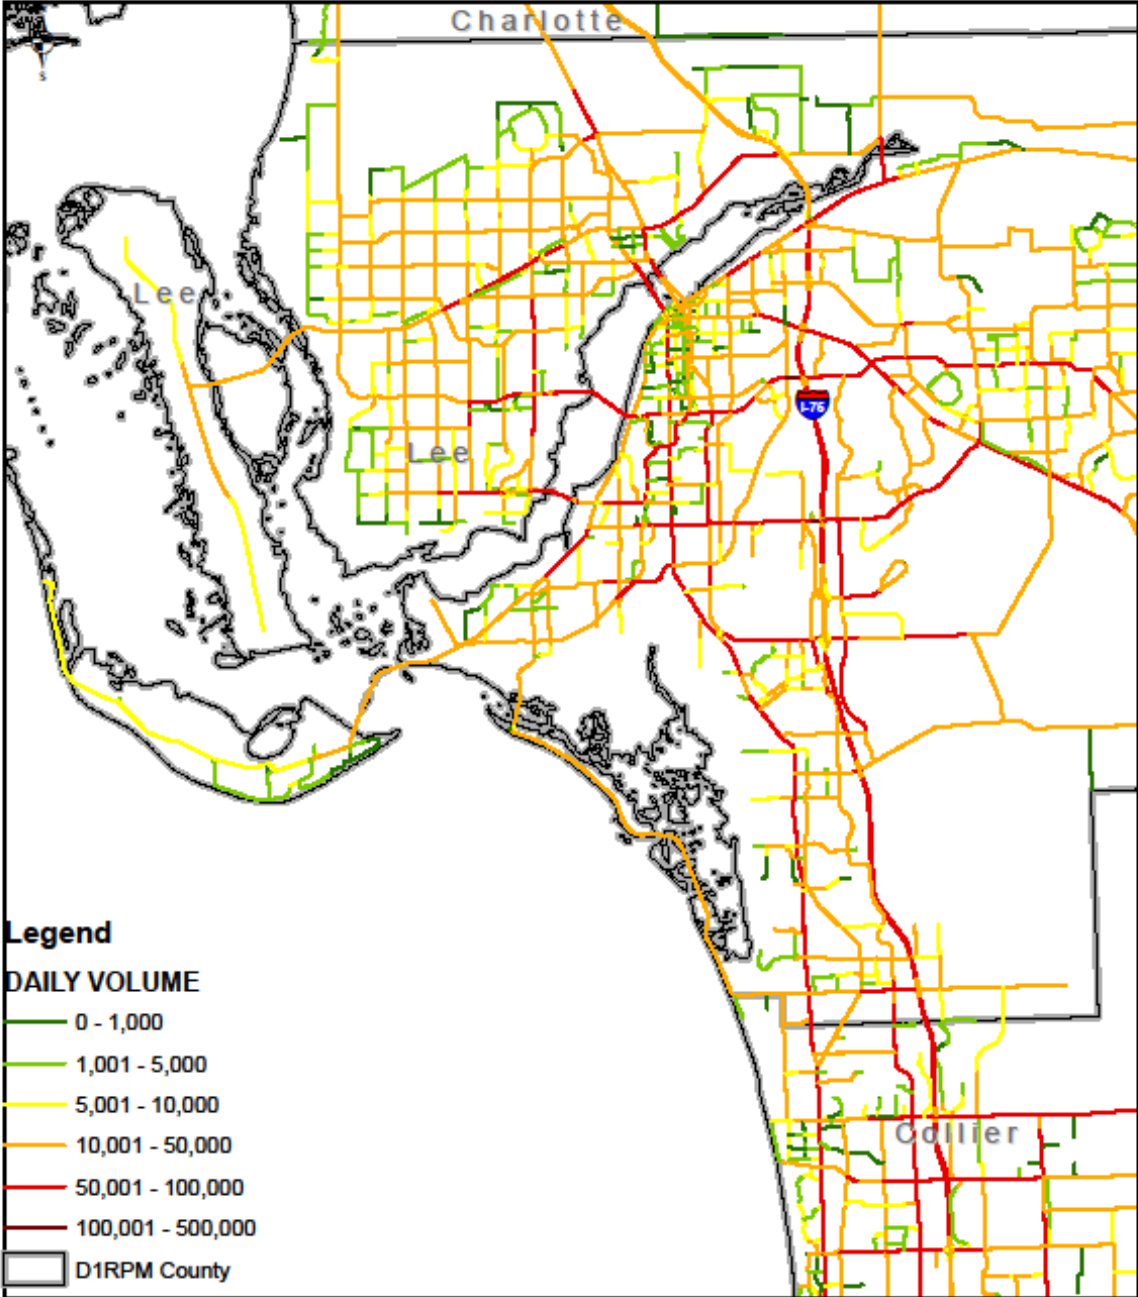 Charlotte
S
Lee
I-76
Lee
Legend
DAILY VOLUME
0 - 1,000
1,001 - 5,000
5,001 - 10,000
10,001 - 50,000
50,001 - 100,000
100,001 - 500,000
D1RPM County
Collier